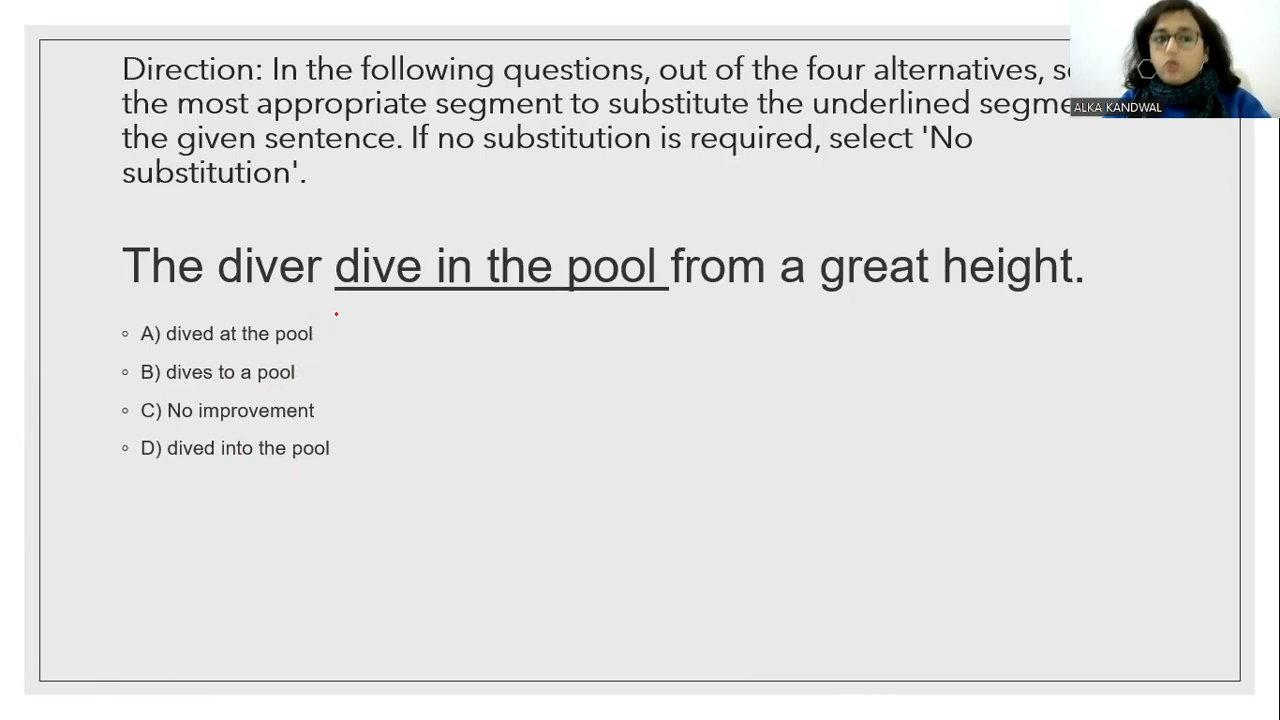 Direction: In the following questions, out of the four alternatives,
the most appropriate segment to substitute the underlined
the given sentence. If no substitution is required, select 'No
substitution'.
ALKA KANDWAL
The diver dive in the pool from a great height.
A) dived at the pool
B) dives to a pool
C) No improvement
D) dived into the pool